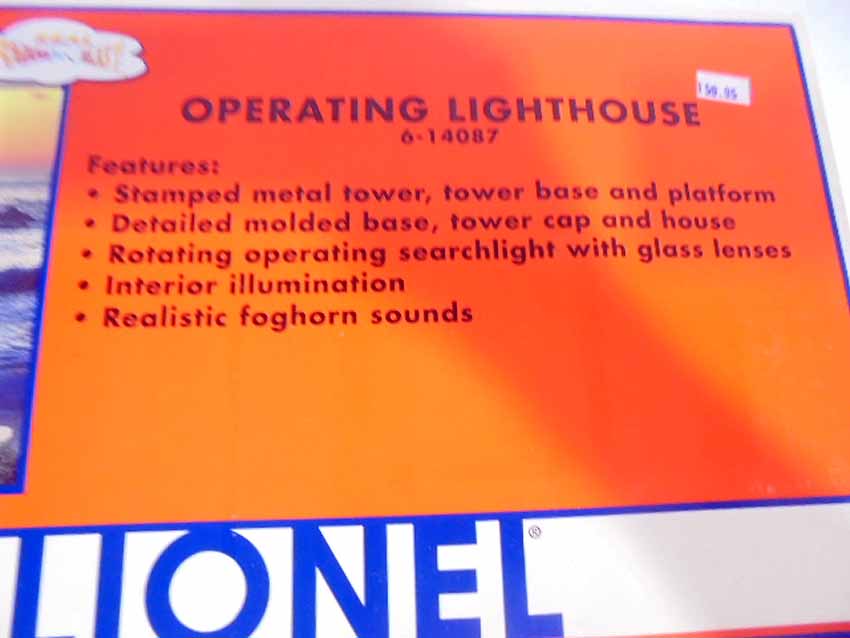 OPERATING LIGHTHOUSE
6-14087
Features:
• Stamped metal tower, tower base and platform
• Detailed molded base, tower cap and house
• Rotating operating searchlight with glass lenses
• Interior illumination
• Realistic foghorn sounds
LIONEL®